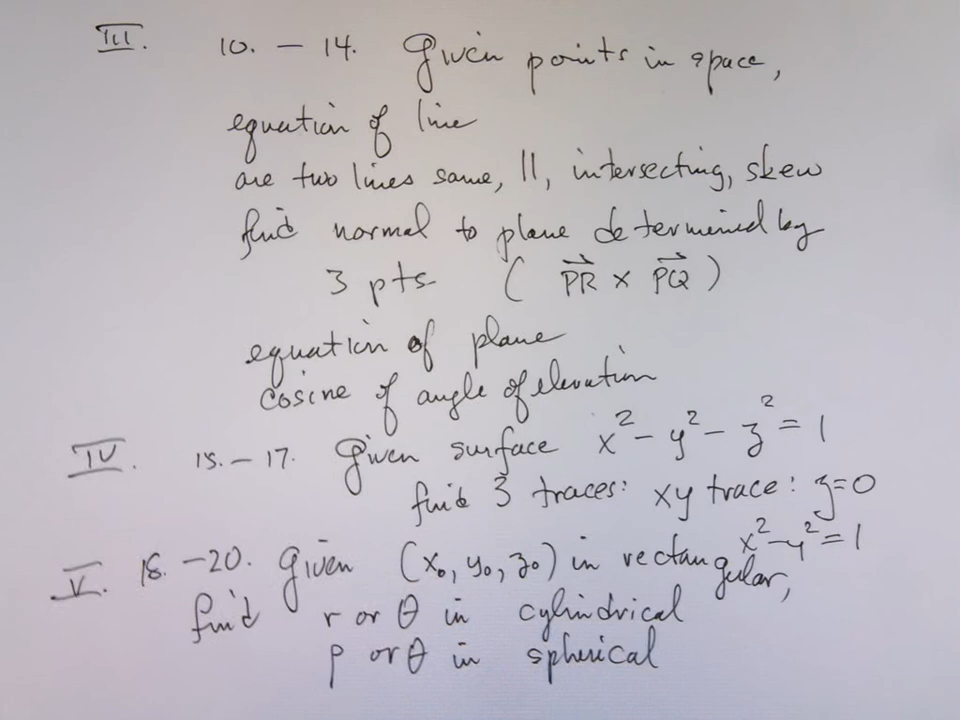 III. 10. - 14. Given points in space,
equation of line
are two lines same, ||, intersecting, skew
find normal to plane determined by
3 pts. ( PR⃗ × PQ⃗ )
equation of plane
cosine of angle of elevation
IV. 15. - 17. Given surface x² - y² - z² = 1
find 3 traces: xy trace: z=0
x² - y² = 1
V. 18. - 20. Given (x₀, y₀, z₀) in rectangular,
find r or θ in cylindrical
ρ or θ in spherical